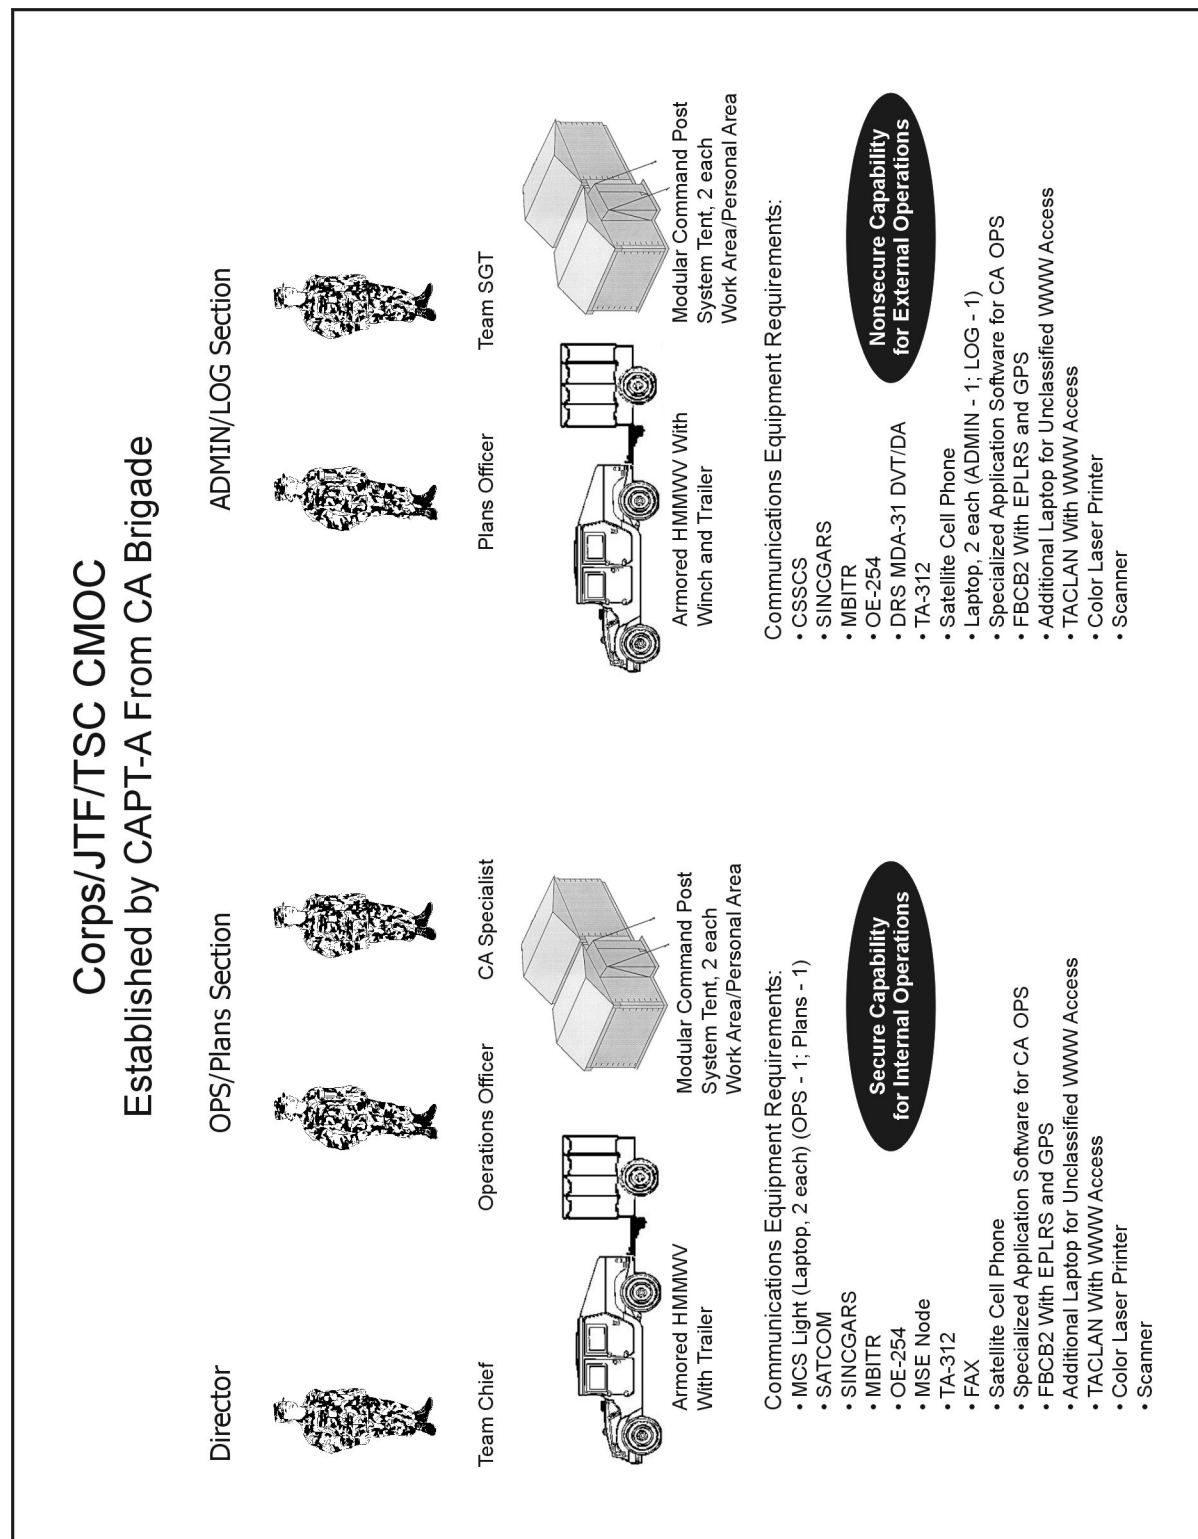 Corps/JTF/TSC CMOC
Established by CAPT-A From CA Brigade
Director
OPS/Plans Section
ADMIN/LOG Section
Team Chief
Operations Officer
CA Specialist
Plans Officer
Team SGT
Armored HMMWV
With Trailer
Modular Command Post
System Tent, 2 each
Work Area/Personal Area
Armored HMMWV With
Winch and Trailer
Modular Command Post
System Tent, 2 each
Work Area/Personal Area
Communications Equipment Requirements:
• MCS Light (Laptop, 2 each) (OPS - 1; Plans - 1)
• SATCOM
• SINCGARS
• MBITR
• OE-254
• MSE Node
• TA-312
• FAX
• Satellite Cell Phone
• Specialized Application Software for CA OPS
• FBCB2 With EPLRS and GPS
• Additional Laptop for Unclassified WWW Access
• TACLAN With WWW Access
• Color Laser Printer
• Scanner
Secure Capability
for Internal Operations
Communications Equipment Requirements:
• CSSCS
• SINCGARS
• MBITR
• OE-254
• DRS MDA-31 DVT/DA
• TA-312
• Satellite Cell Phone
• Laptop, 2 each (ADMIN - 1; LOG - 1)
• Specialized Application Software for CA OPS
• FBCB2 With EPLRS and GPS
• Additional Laptop for Unclassified WWW Access
• TACLAN With WWW Access
• Color Laser Printer
• Scanner
Nonsecure Capability
for External Operations